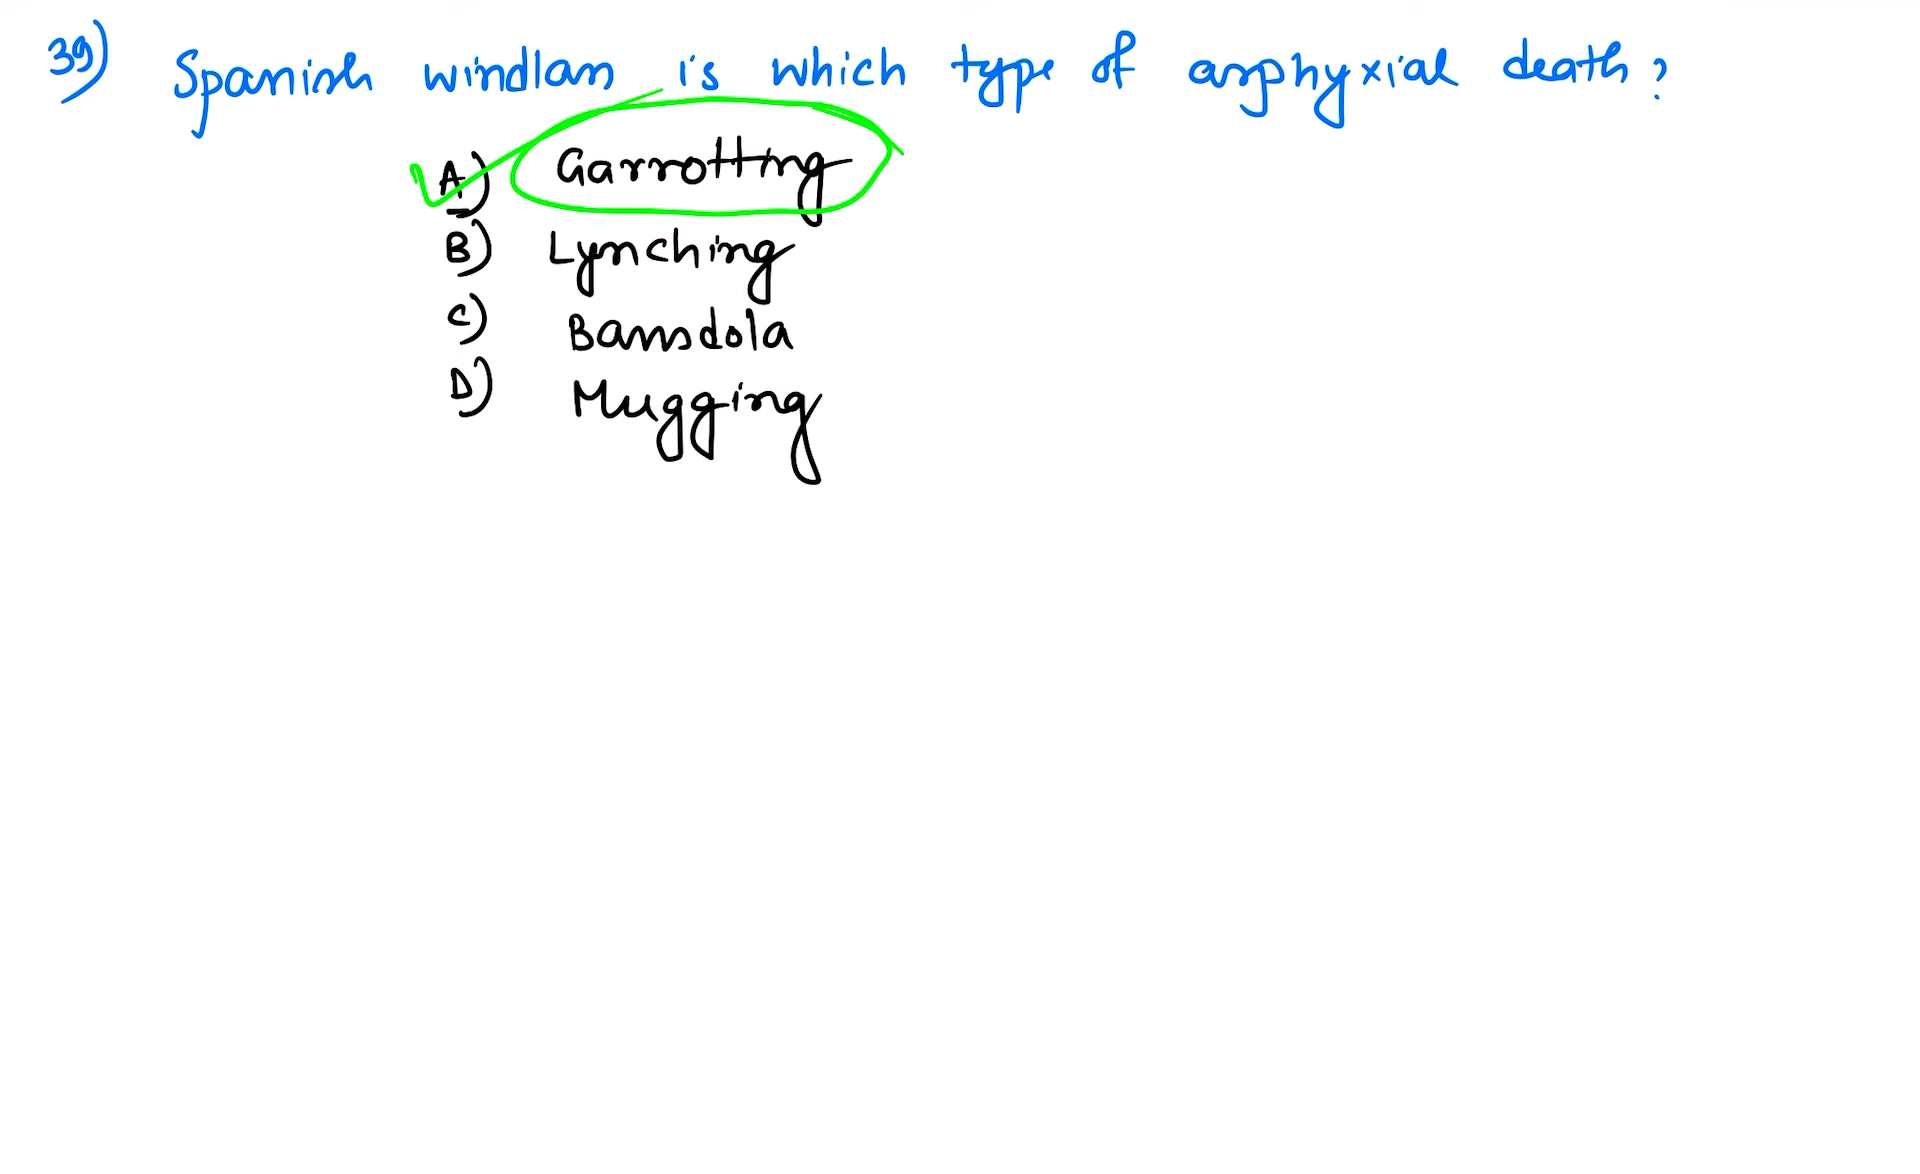 39) Spanish windlass is which type of asphyxial death?
A) Garrotting
B) Lynching
C) Bansdola
D) Mugging